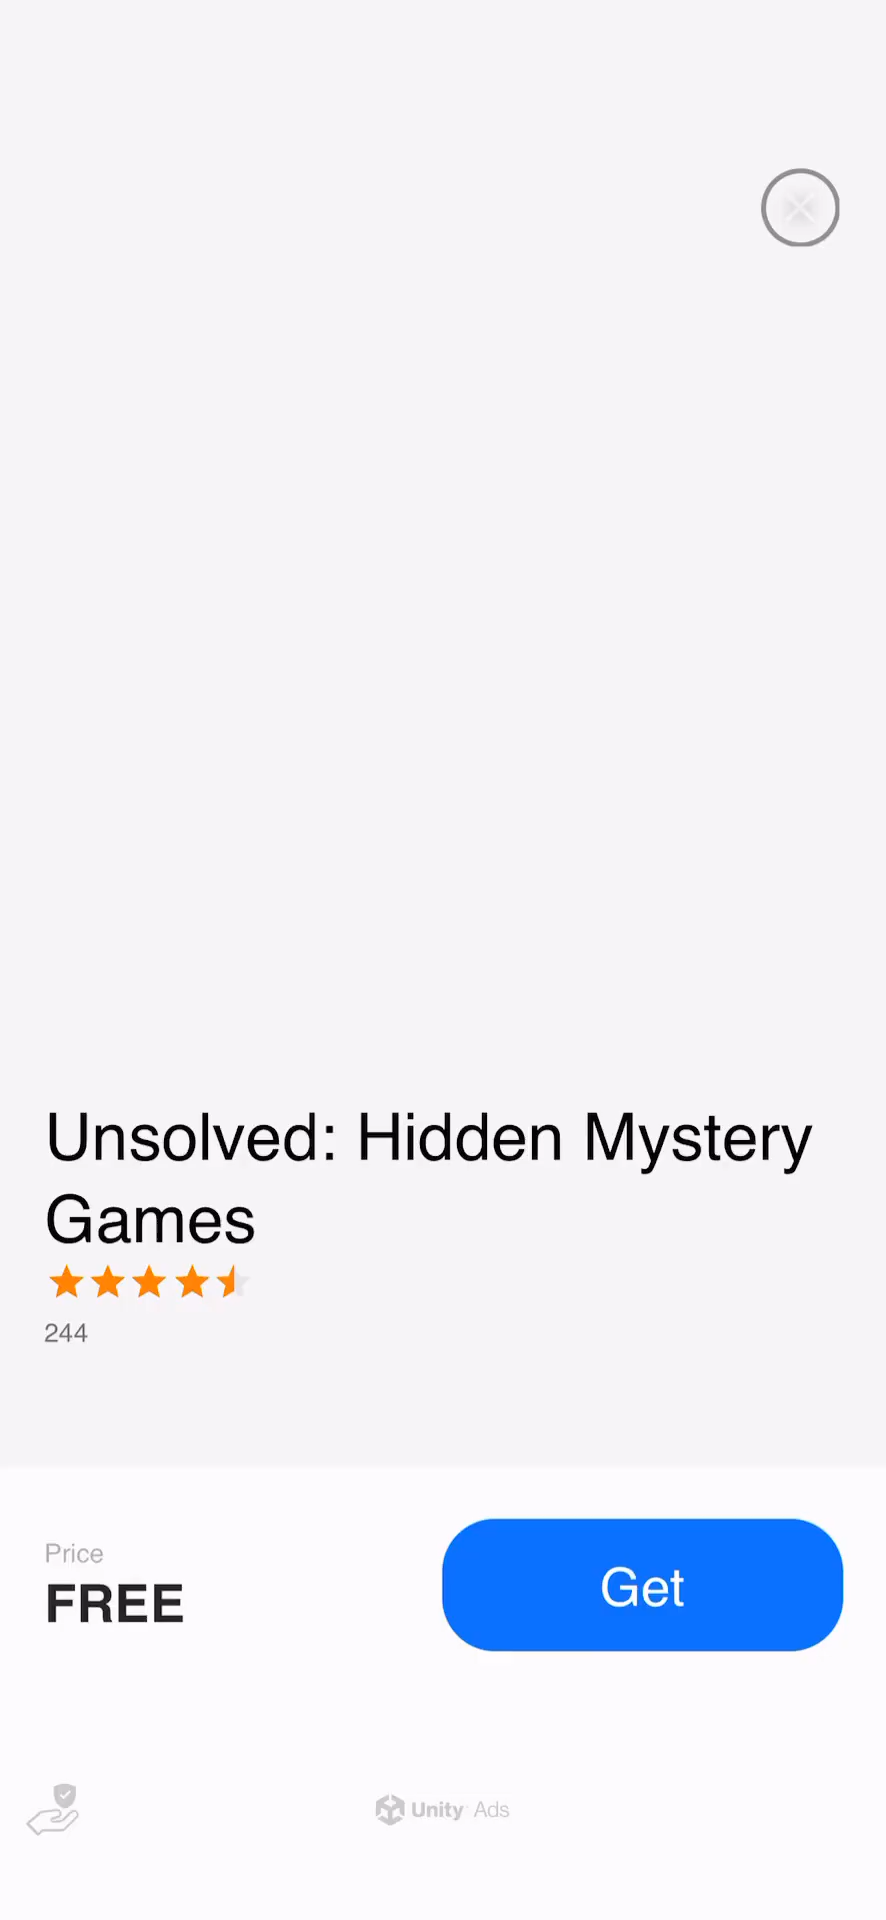 Unsolved: Hidden Mystery
Games
244
Price
FREE
Get
Unity Ads